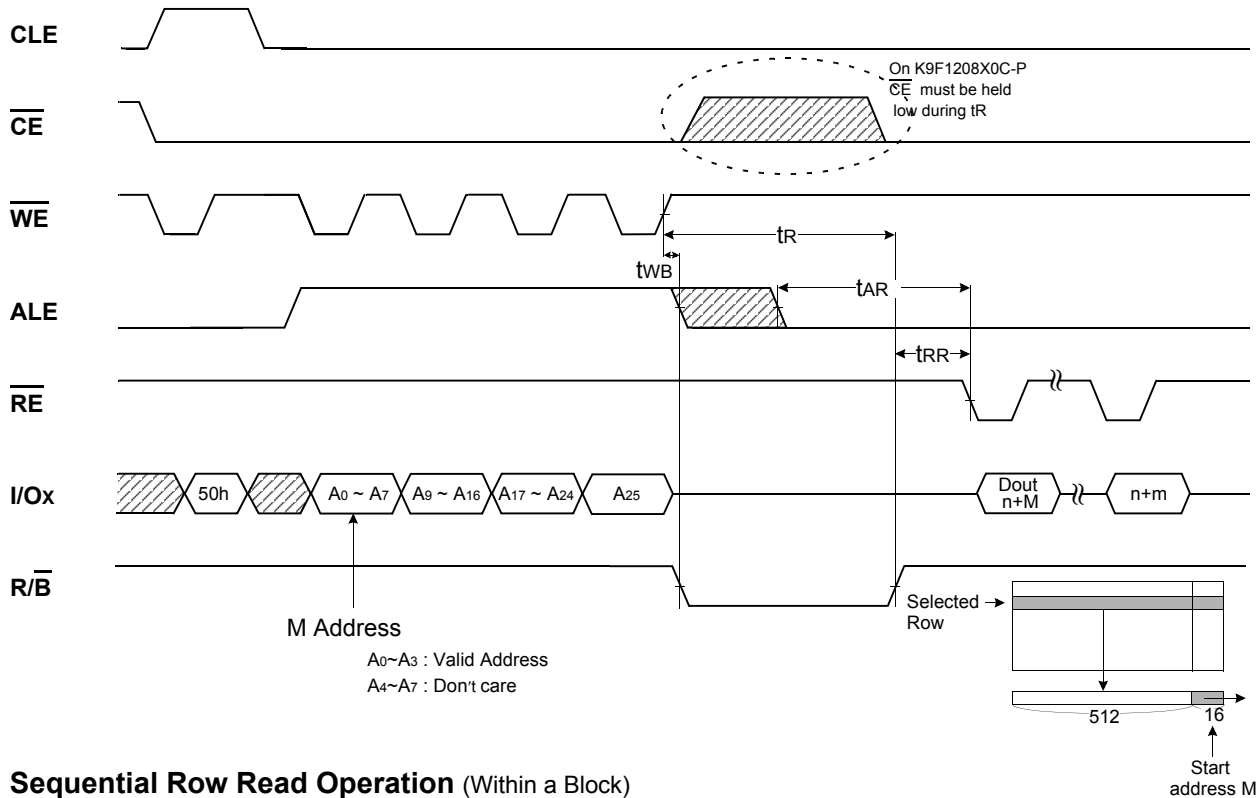 CLE
On K9F1208X0C-P
CE must be held
low during tR
CE
WE
tR
tWB
tAR
ALE
tRR
RE
I/Ox
50h
A0 ~ A7
A9 ~ A16
A17 ~ A24
A25
Dout
n+M
n+m
R/B
Selected
Row
M Address
A0~A3 : Valid Address
A4~A7 : Don't care
512
16
Start
address M
Sequential Row Read Operation (Within a Block)